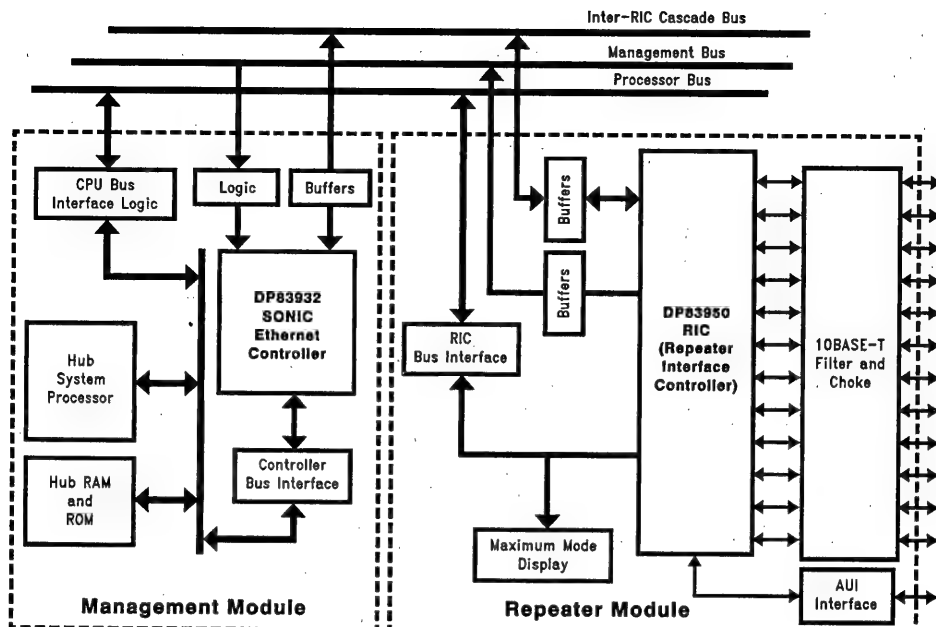 Inter-RIC Cascade Bus
Management Bus
Processor Bus
CPU Bus
Interface Logic
Logic
Buffers
DP83932
SONIC
Ethernet
Controller
Hub
System
Processor
Hub RAM
and
ROM
Controller
Bus Interface
Management Module
Buffers
Buffers
RIC
Bus Interface
Maximum Mode
Display
DP83950
RIC
(Repeater
Interface
Controller)
10BASE-T
Filter and
Choke
AUI
Interface
Repeater Module